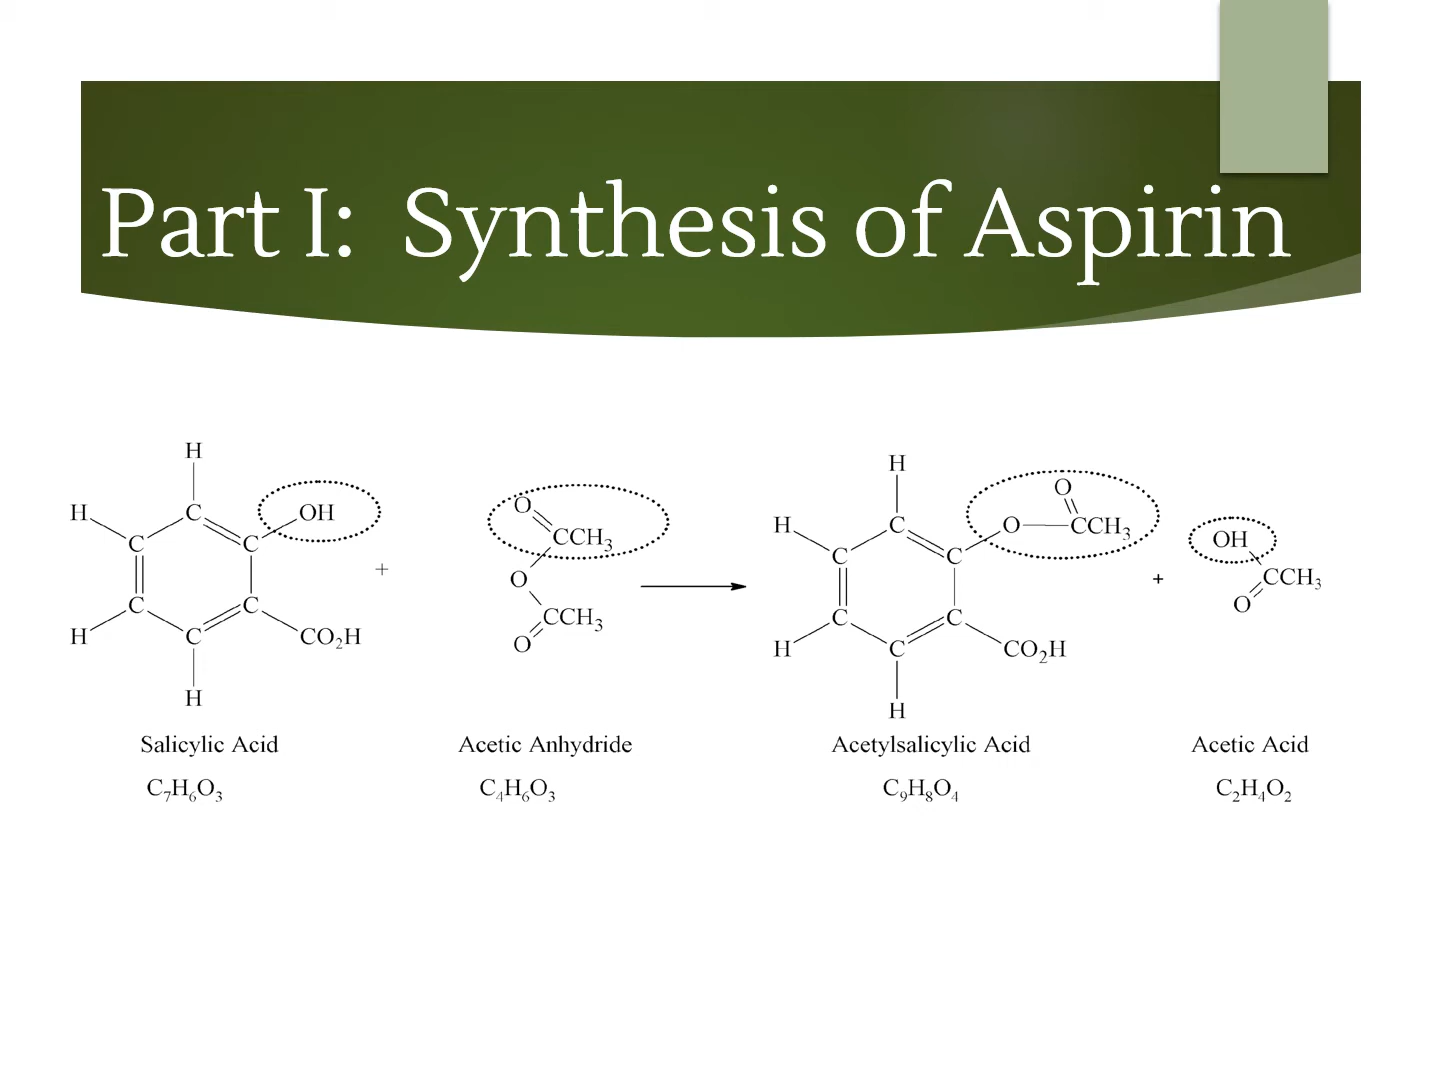 Part I: Synthesis of Aspirin
H
H
OH
C
C
C
+
C
C
C
H
CO₂H
H
O
CCH₃
O
CCH₃
O
H
H
O
O
CCH₃
C
C
C
C
C
C
H
CO₂H
H
+
OH
CCH₃
O
Salicylic Acid
Acetic Anhydride
Acetylsalicylic Acid
Acetic Acid
C₇H₆O₃
C₄H₆O₃
C₉H₈O₄
C₂H₄O₂